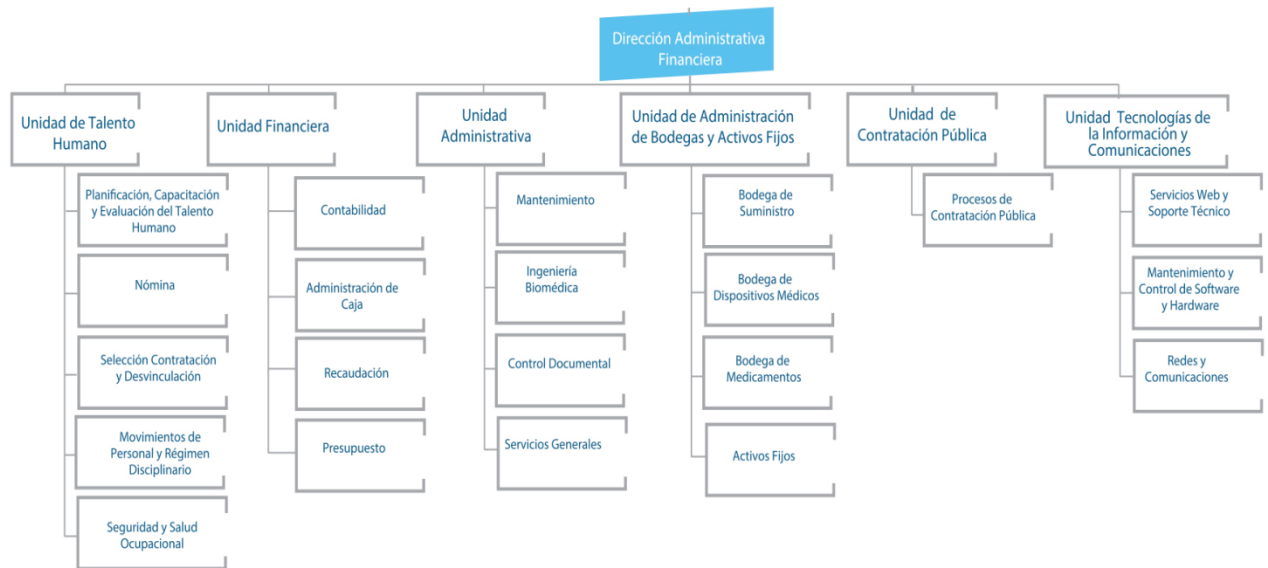 Dirección Administrativa
Financiera
Unidad de Talento
Humano
Planificación, Capacitación
y Evaluación del Talento
Humano
Nómina
Selección Contratación
y Desvinculación
Movimientos de
Personal y Régimen
Disciplinario
Seguridad y Salud
Ocupacional
Unidad Financiera
Contabilidad
Administración de
Caja
Recaudación
Presupuesto
Unidad
Administrativa
Mantenimiento
Ingeniería
Biomédica
Control Documental
Servicios Generales
Unidad de Administración
de Bodegas y Activos Fijos
Bodega de
Suministro
Bodega de
Dispositivos Médicos
Bodega de
Medicamentos
Activos Fijos
Unidad de
Contratación Pública
Procesos de
Contratación Pública
Unidad Tecnologías de
la Información y
Comunicaciones
Servicios Web y
Soporte Técnico
Mantenimiento y
Control de Software
y Hardware
Redes y
Comunicaciones